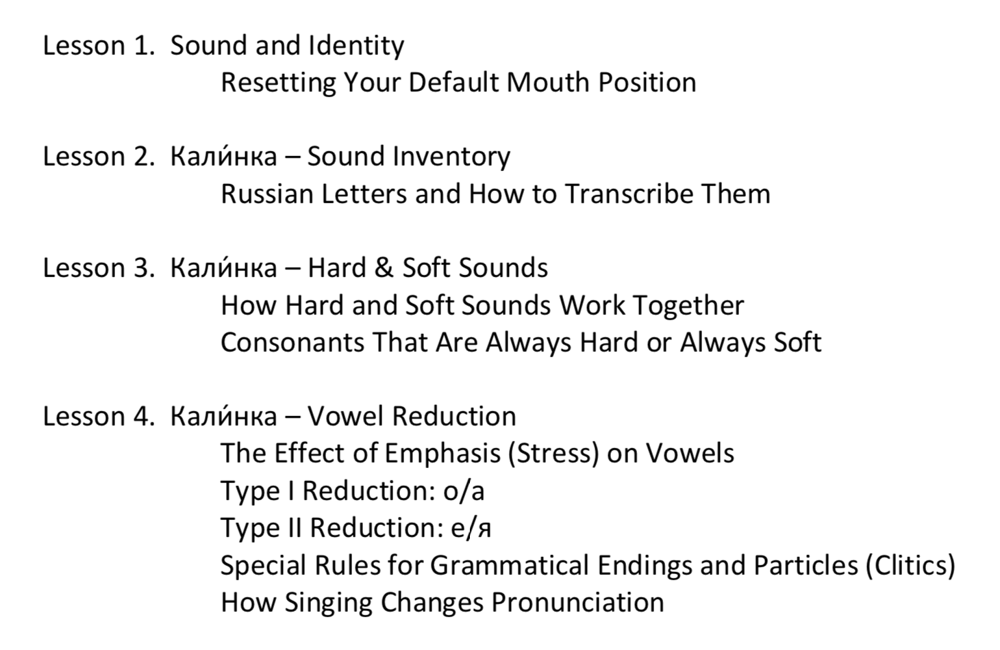 Lesson 1.  Sound and Identity
Resetting Your Default Mouth Position
Lesson 2.  Кали́нка – Sound Inventory
Russian Letters and How to Transcribe Them
Lesson 3.  Кали́нка – Hard & Soft Sounds
How Hard and Soft Sounds Work Together
Consonants That Are Always Hard or Always Soft
Lesson 4.  Кали́нка – Vowel Reduction
The Effect of Emphasis (Stress) on Vowels
Type I Reduction: о/а
Type II Reduction: е/я
Special Rules for Grammatical Endings and Particles (Clitics)
How Singing Changes Pronunciation